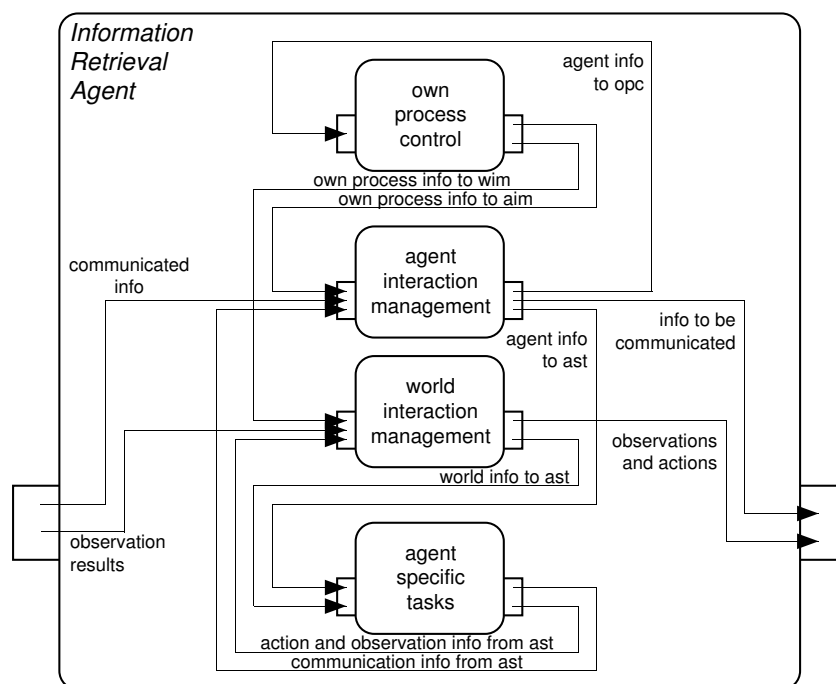 Information
Retrieval
Agent
agent info
to opc
own
process
control
own process info to wim
own process info to aim
communicated
info
agent
interaction
management
agent info
to ast
info to be
communicated
world
interaction
management
observations
and actions
world info to ast
observation
results
agent
specific
tasks
action and observation info from ast
communication info from ast